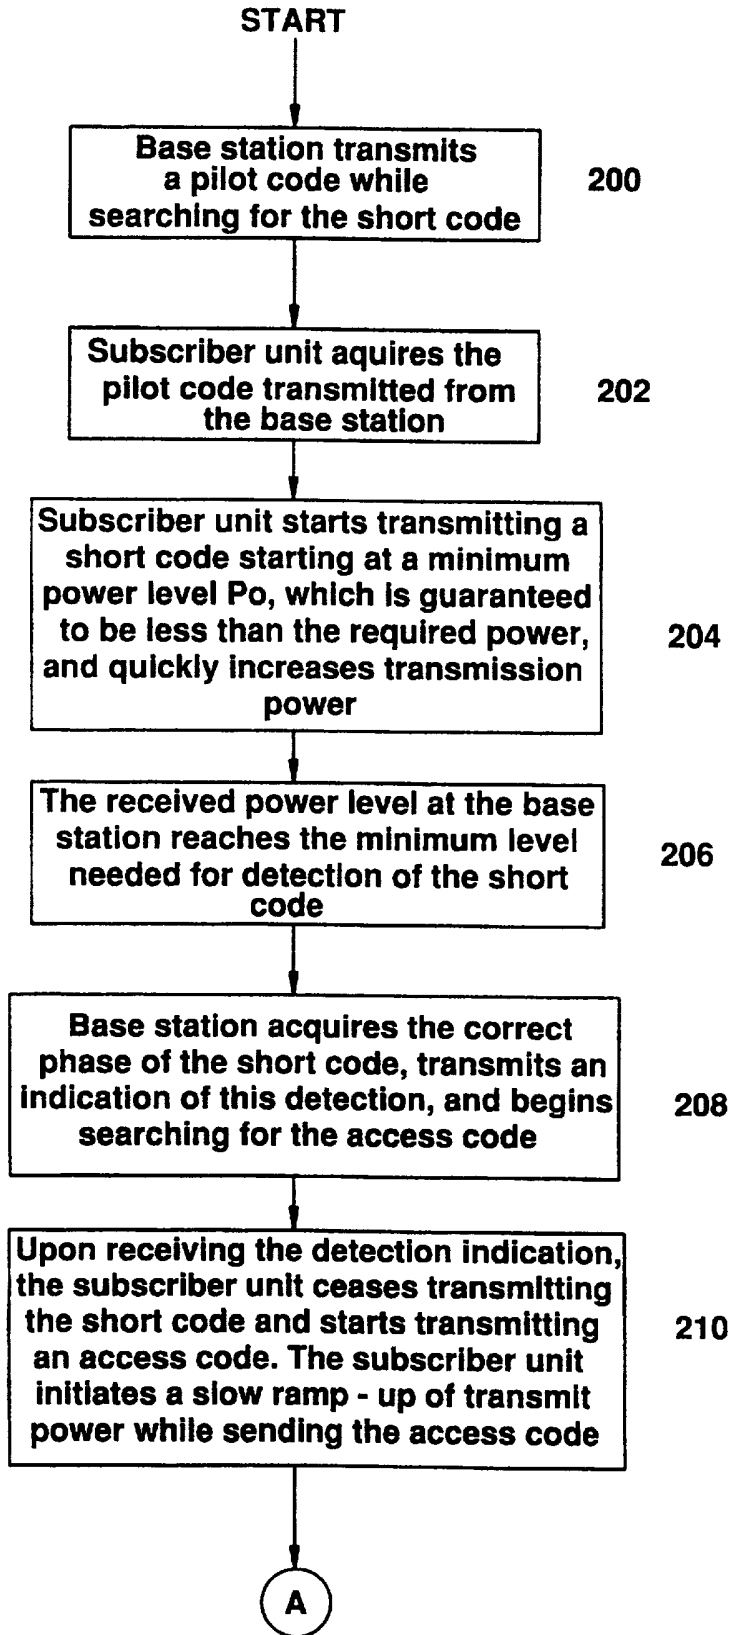 START
Base station transmits
a pilot code while
searching for the short code
200
Subscriber unit aquires the
pilot code transmitted from
the base station
202
Subscriber unit starts transmitting a
short code starting at a minimum
power level Po, which is guaranteed
to be less than the required power,
and quickly increases transmission
power
204
The received power level at the base
station reaches the minimum level
needed for detection of the short
code
206
Base station acquires the correct
phase of the short code, transmits an
indication of this detection, and begins
searching for the access code
208
Upon receiving the detection indication,
the subscriber unit ceases transmitting
the short code and starts transmitting
an access code. The subscriber unit
initiates a slow ramp - up of transmit
power while sending the access code
210
A